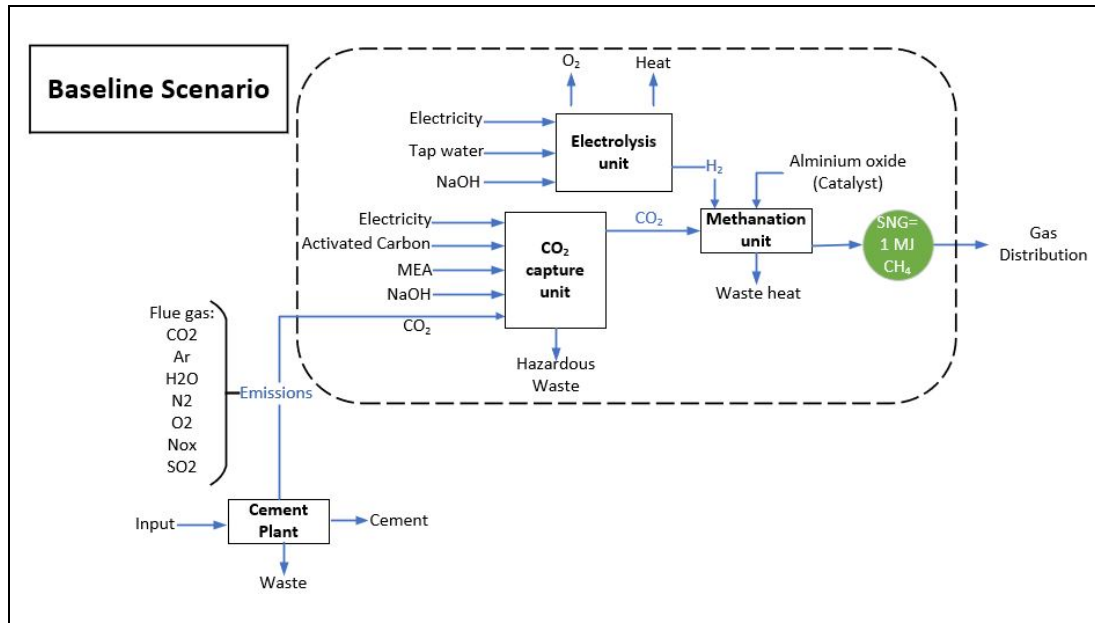 Baseline Scenario
O₂
Heat
Electricity
Tap water
NaOH
Electrolysis
unit
H₂
Alminium oxide
(Catalyst)
Electricity
Activated Carbon
MEA
NaOH
CO₂
CO₂
capture
unit
CO₂
Methanation
unit
SNG=
1 MJ
CH₄
Gas
Distribution
Waste heat
Hazardous
Waste
Flue gas:
CO2
Ar
H2O
N2
O2
Nox
SO2
Emissions
Input
Cement
Plant
Cement
Waste